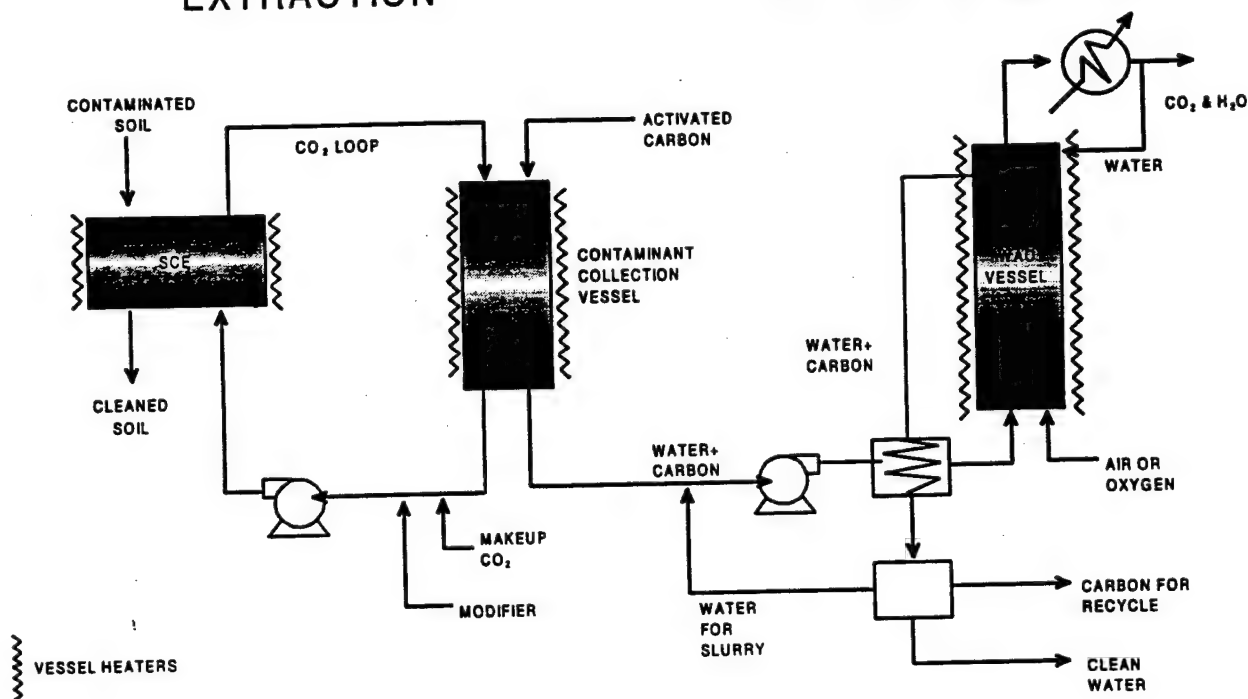 EXTRACTION
CONTAMINATED
SOIL
CO₂ LOOP
ACTIVATED
CARBON
CO₂ & H₂O
WATER
SCE
CONTAMINANT
COLLECTION
VESSEL
VESSEL
WATER+
CARBON
CLEANED
SOIL
WATER+
CARBON
AIR OR
OXYGEN
MAKEUP
CO₂
MODIFIER
WATER
FOR
SLURRY
CARBON FOR
RECYCLE
CLEAN
WATER
VESSEL HEATERS